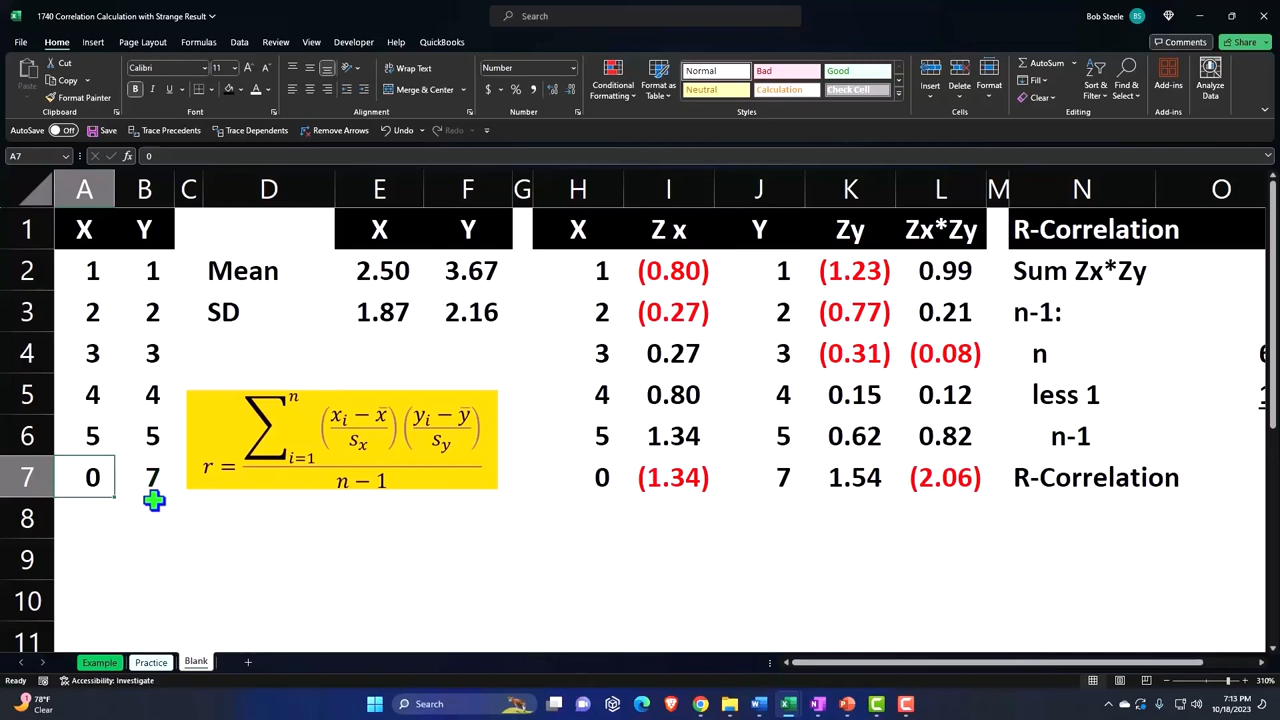 1740 Correlation Calculation with Strange Result
Search
Bob Steele BS
File Home Insert Page Layout Formulas Data Review View Developer Automate Help QuickBooks
Comments Share
Paste Cut Copy Format Painter
Calibri 11
Wrap Text
Merge & Center
Number
Conditional Formatting Format as Table
Normal Bad Good
Neutral Calculation Check Cell
Insert Delete Format
AutoSum Fill Clear
Sort & Filter Find & Select
Add-ins Analyze Data
Clipboard Font Alignment Number Styles Cells Editing Add-ins
AutoSave Off Save Trace Precedents Trace Dependents Remove Arrows Undo Redo
A7 fx 0
A B C D E F G H I J K L M N O
1 X Y X Y X Z x Y Zy Zx*Zy R-Correlation
2 1 1 Mean 2.50 3.67 1 (0.80) 1 (1.23) 0.99 Sum Zx*Zy
3 2 2 SD 1.87 2.16 2 (0.27) 2 (0.77) 0.21 n-1:
4 3 3 3 0.27 3 (0.31) (0.08) n
5 4 4 4 0.80 4 0.15 0.12 less 1
6 5 5 5 1.34 5 0.62 0.82 n-1
7 0 7 0 (1.34) 7 1.54 (2.06) R-Correlation
r = ∑ i=1 n (xi − x̄ / sx) (yi − ȳ / sy) / n − 1
8
9
10
11
Example Practice Blank
Ready Accessibility: Investigate 310%
78°F
Clear
Search
7:13 PM
10/18/2023